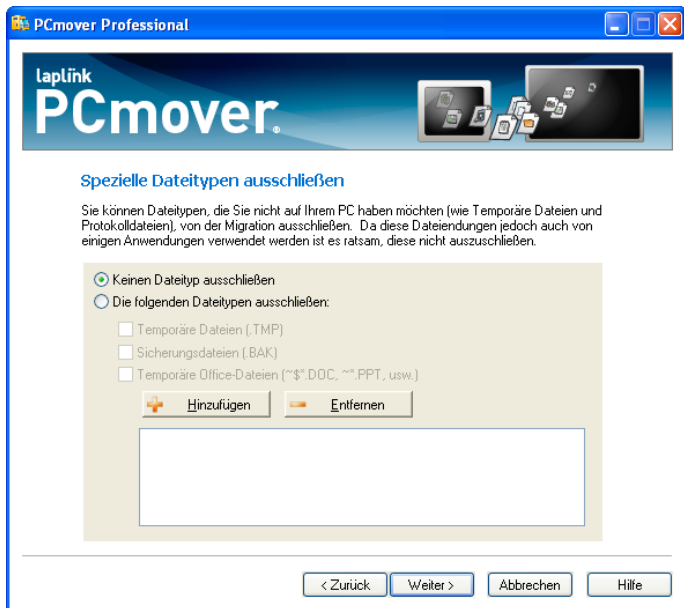 PCmover Professional
laplink
PCmover®
Spezielle Dateitypen ausschließen
Sie können Dateitypen, die Sie nicht auf Ihrem PC haben möchten (wie Temporäre Dateien und
Protokolldateien), von der Migration ausschließen.  Da diese Dateiendungen jedoch auch von
einigen Anwendungen verwendet werden ist es ratsam, diese nicht auszuschließen.
Keinen Dateityp ausschließen
Die folgenden Dateitypen ausschließen:
Temporäre Dateien (.TMP)
Sicherungsdateien (.BAK)
Temporäre Office-Dateien (~$*.DOC, ~*.PPT, usw.)
Hinzufügen
Entfernen
< Zurück
Weiter >
Abbrechen
Hilfe